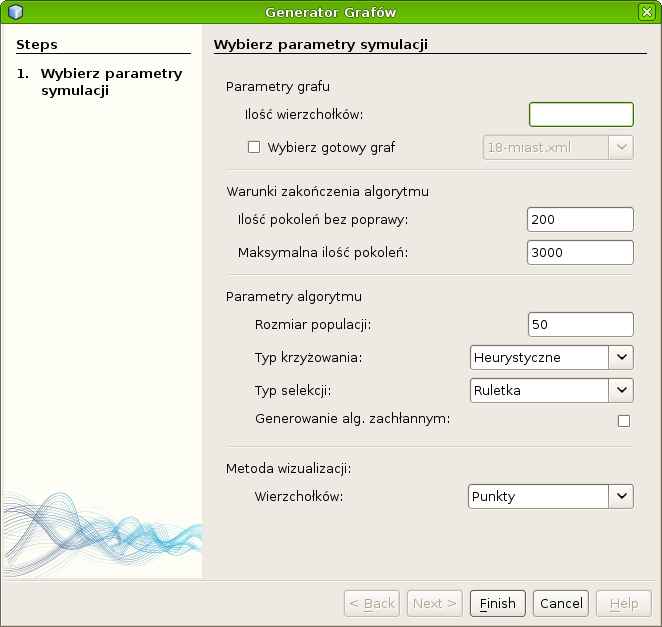 Generator Grafów
Steps
1. Wybierz parametry
symulacji
Wybierz parametry symulacji
Parametry grafu
Ilość wierzchołków:
Wybierz gotowy graf 18-miast.xml
Warunki zakończenia algorytmu
Ilość pokoleń bez poprawy: 200
Maksymalna ilość pokoleń: 3000
Parametry algorytmu
Rozmiar populacji: 50
Typ krzyżowania: Heurystyczne
Typ selekcji: Ruletka
Generowanie alg. zachłannym:
Metoda wizualizacji:
Wierzchołków: Punkty
< Back Next > Finish Cancel Help